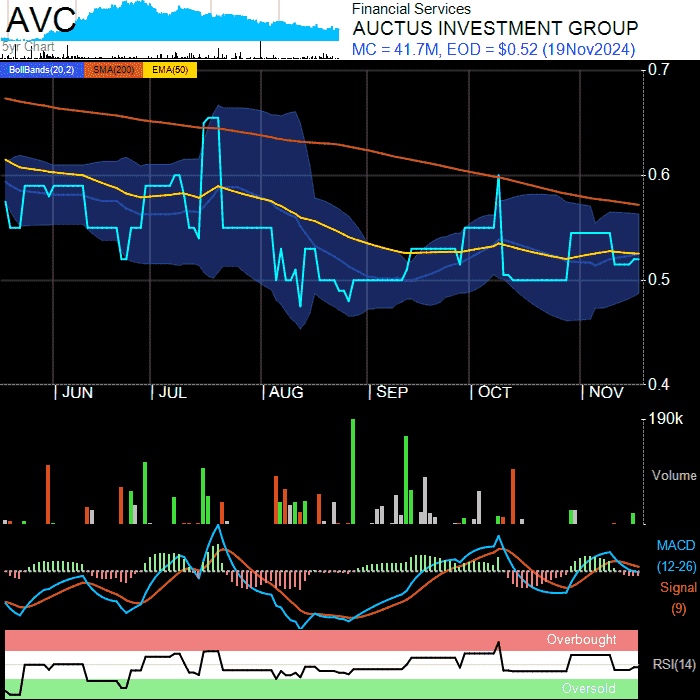 AVC
5yr Chart
Financial Services
AUCTUS INVESTMENT GROUP
MC = 41.7M, EOD = $0.52 (19Nov2024)
BollBands(20,2) SMA(200) EMA(50)
0.7
0.6
0.5
0.4
JUN JUL AUG SEP OCT NOV
190k
Volume
MACD
(12-26)
Signal
(9)
Overbought
RSI(14)
Oversold